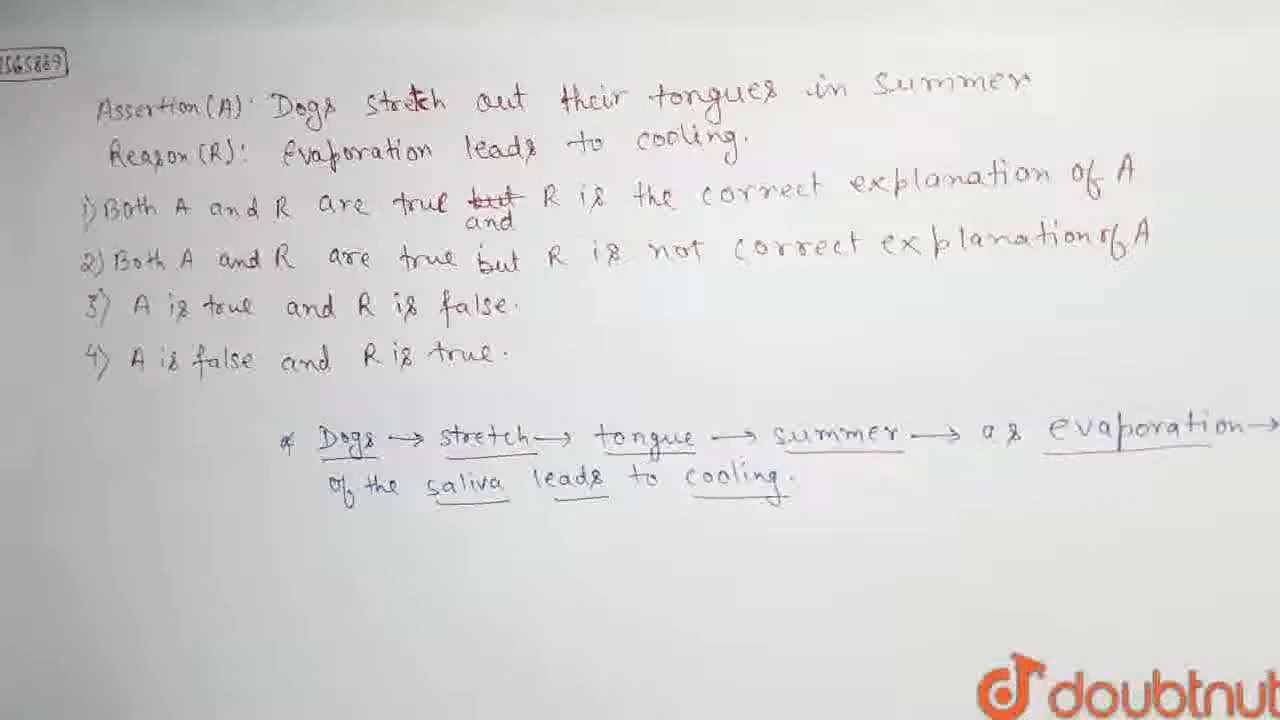 1565889
Assertion(A): Dogs stretch out their tongues in summer
Reason(R): Evaporation leads to cooling.
1) Both A and R are true but and R is the correct explanation of A
2) Both A and R are true but R is not correct explanation of A
3) A is true and R is false.
4) A is false and R is true.
* Dogs → stretch → tongue → summer → as evaporation →
of the saliva leads to cooling.
doubtnut